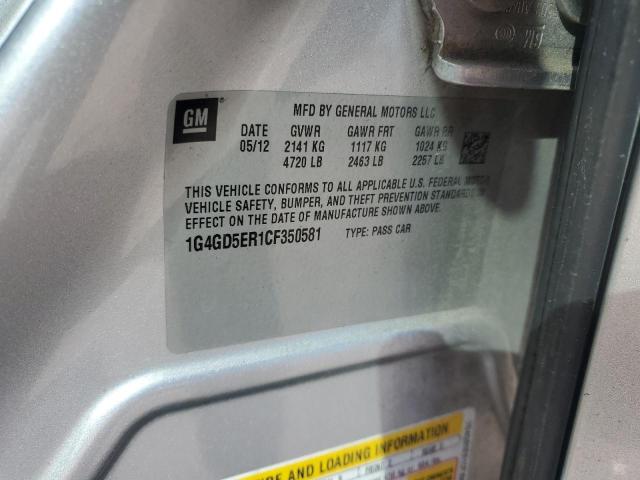 GM
MFD BY GENERAL MOTORS LLC
DATE GVWR GAWR FRT GAWR RR
05/12 2141 KG 1117 KG 1024 KG
4720 LB 2463 LB 2257 LB
THIS VEHICLE CONFORMS TO ALL APPLICABLE U.S. FEDERAL MOTOR
VEHICLE SAFETY, BUMPER, AND THEFT PREVENTION STANDARDS IN
EFFECT ON THE DATE OF MANUFACTURE SHOWN ABOVE.
1G4GD5ER1CF350581 TYPE: PASS CAR
AND LOADING INFORMATION